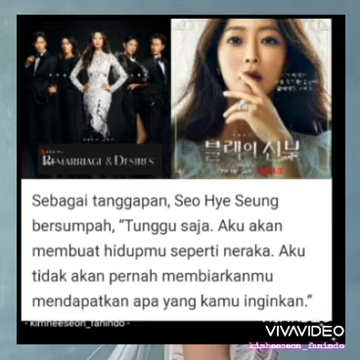 REMARRIAGE & DESIRES
블랙의 신부
Sebagai tanggapan, Seo Hye Seung
bersumpah, “Tunggu saja. Aku akan
membuat hidupmu seperti neraka. Aku
tidak akan pernah membiarkanmu
mendapatkan apa yang kamu inginkan.”
- kimheeseon_fanindo -
VIVAVIDEO
kimheeseon_fanindo